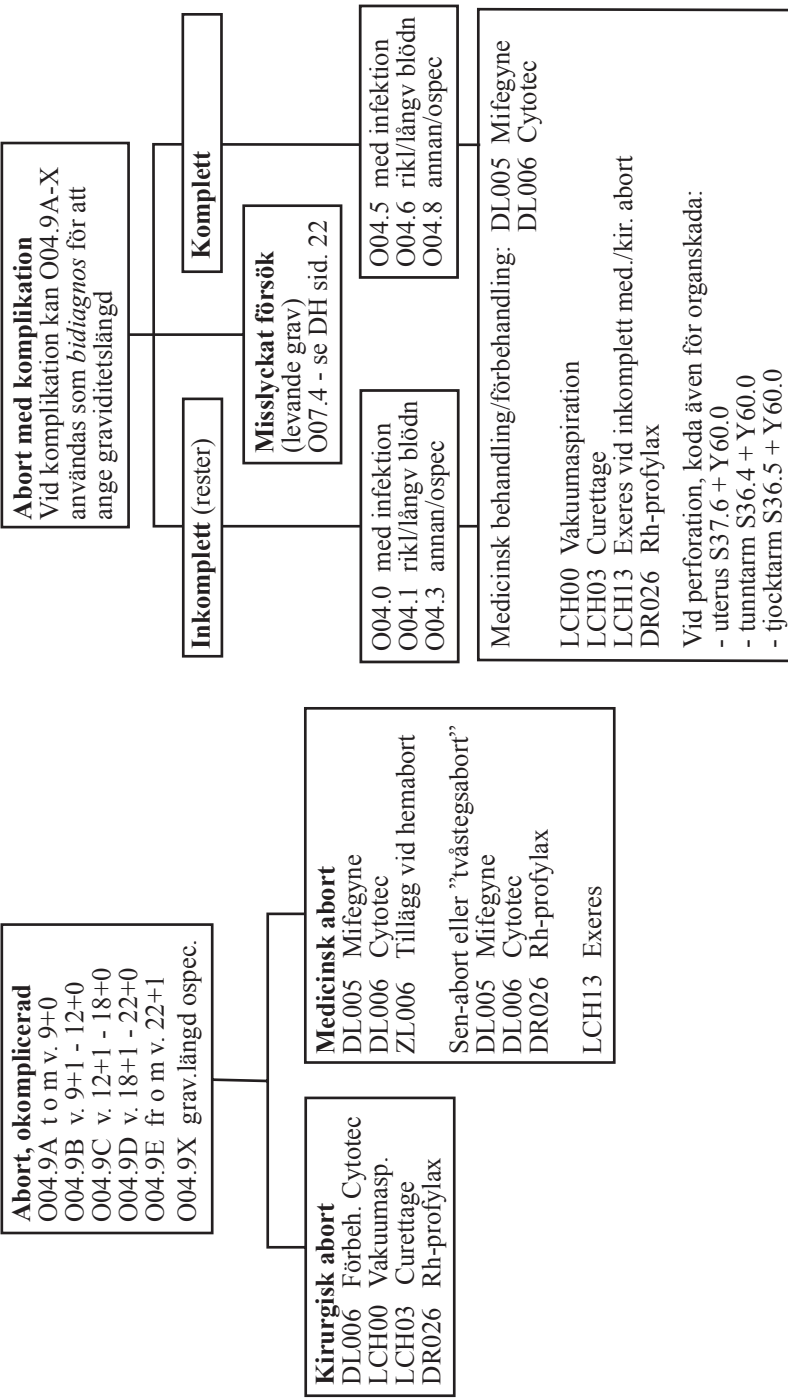 Abort, okomplicerad
O04.9A t o m v. 9+0
O04.9B v. 9+1 - 12+0
O04.9C v. 12+1 - 18+0
O04.9D v. 18+1 - 22+0
O04.9E fr o m v. 22+1
O04.9X grav.längd ospec.
Kirurgisk abort
DL006 Förbeh. Cytotec
LCH00 Vakuumasp.
LCH03 Curettage
DR026 Rh-profylax
Medicinsk abort
DL005 Mifegyne
DL006 Cytotec
ZL006 Tillägg vid hemabort
Sen-abort eller ”tvåstegsabort”
DL005 Mifegyne
DL006 Cytotec
DR026 Rh-profylax
LCH13 Exeres
Abort med komplikation
Vid komplikation kan O04.9A-X
användas som bidiagnos för att
ange graviditetslängd
Inkomplett (rester)
Misslyckat försök
(levande grav)
O07.4 - se DH sid. 22
Komplett
O04.0 med infektion
O04.1 rikl/långv blödn
O04.3 annan/ospec
O04.5 med infektion
O04.6 rikl/långv blödn
O04.8 annan/ospec
Medicinsk behandling/förbehandling: DL005 Mifegyne
DL006 Cytotec
LCH00 Vakuumaspiration
LCH03 Curettage
LCH13 Exeres vid inkomplett med./kir. abort
DR026 Rh-profylax
Vid perforation, koda även för organskada:
- uterus S37.6 + Y60.0
- tunntarm S36.4 + Y60.0
- tjocktarm S36.5 + Y60.0